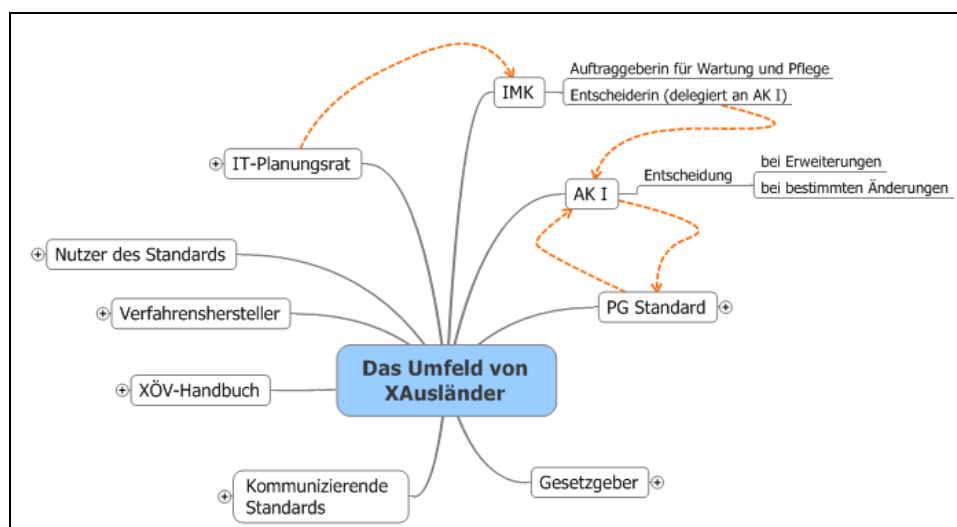 Auftraggeberin für Wartung und Pflege
IMK
Entscheiderin (delegiert an AK I)
IT-Planungsrat
bei Erweiterungen
Entscheidung
AK I
bei bestimmten Änderungen
Nutzer des Standards
PG Standard
Verfahrenshersteller
Das Umfeld von
XAusländer
XÖV-Handbuch
Kommunizierende
Standards
Gesetzgeber